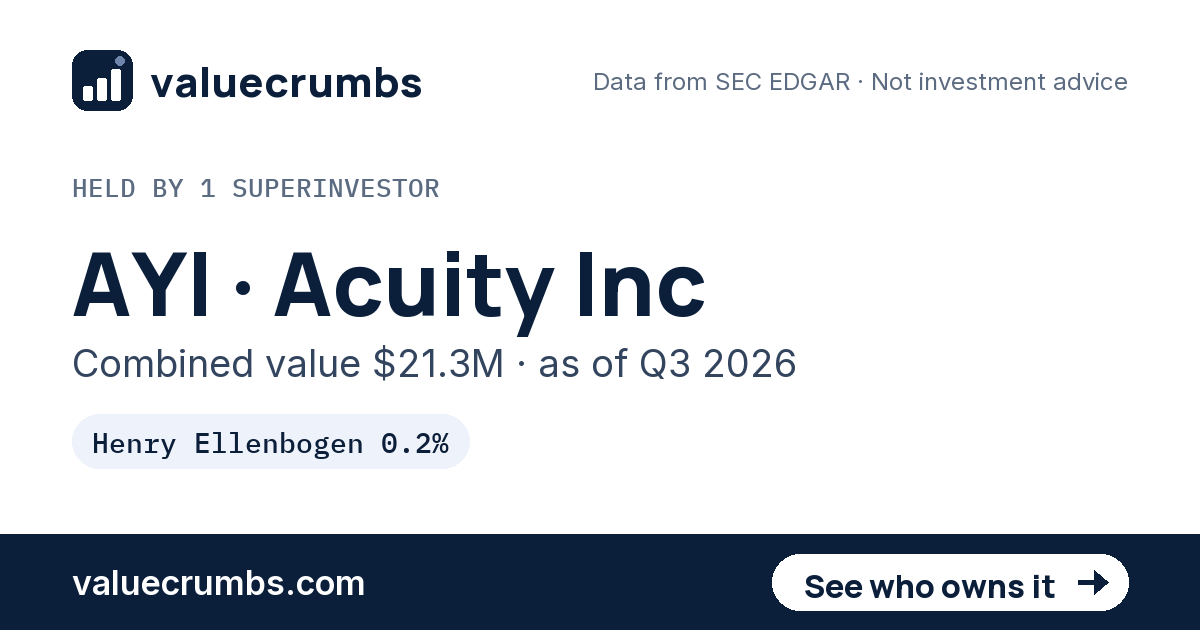 valuecrumbs
Data from SEC EDGAR · Not investment advice
HELD BY 1 SUPERINVESTOR
AYI · Acuity Inc
Combined value $21.3M · as of Q3 2026
Henry Ellenbogen 0.2%
valuecrumbs.com
See who owns it →